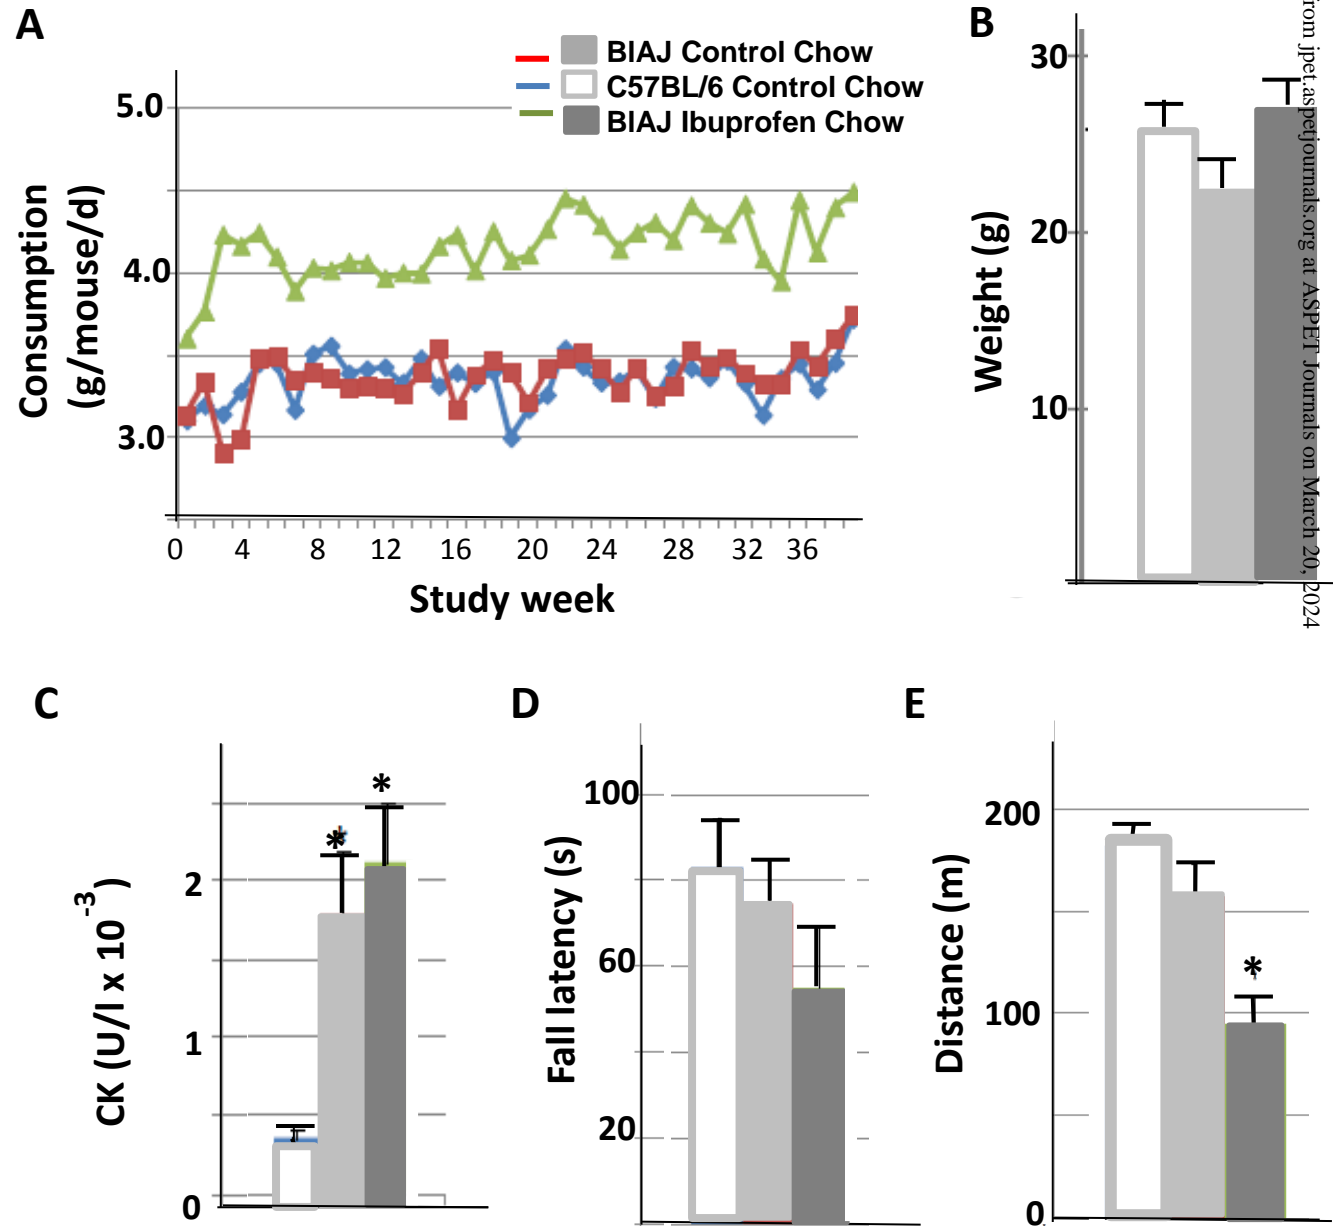 A
BlAJ Control Chow
C57BL/6 Control Chow
BlAJ Ibuprofen Chow
5.0
4.0
3.0
Consumption
(g/mouse/d)
0 4 8 12 16 20 24 28 32 36
Study week
B
30
20
10
Weight (g)
rom jpet.aspetjournals.org at ASPET Journals on March 20, 2024
C
*
*
2
1
0
CK (U/l x 10⁻³)
D
100
60
20
Fall latency (s)
E
200
100
0
*
Distance (m)